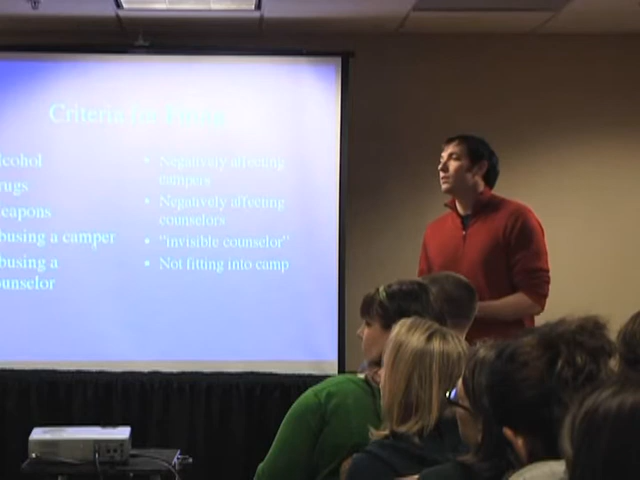 Criteria for Firing
lcohol
rugs
eapons
busing a camper
busing a
ounselor
• Negatively affecting
campers
• Negatively affecting
counselors
• "invisible counselor"
• Not fitting into camp